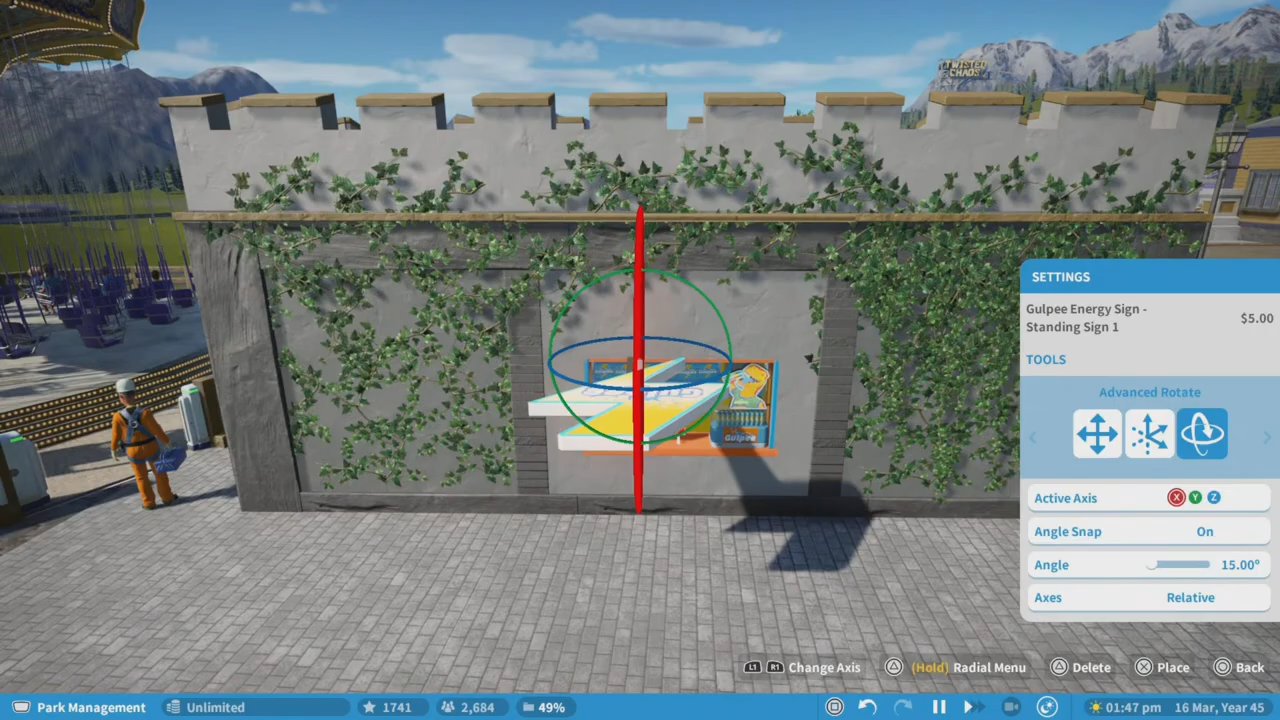 TWISTED
CHAOS
SETTINGS
Gulpee Energy Sign -
Standing Sign 1
$5.00
TOOLS
Advanced Rotate
Active Axis
X Y Z
Angle Snap
On
Angle
15.00°
Axes
Relative
Gulpee
L1 R1 Change Axis
(Hold) Radial Menu
Delete
Place
Back
Park Management
Unlimited
1741
2,684
49%
01:47 pm
16 Mar, Year 45